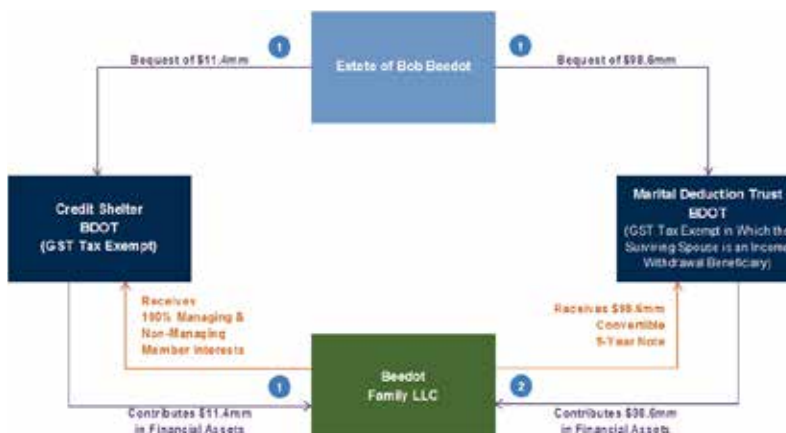 1
1
Bequest of $11.4mm
Estate of Bob Beedot
Bequest of $98.6mm
Credit Shelter
BDOT
(GST Tax Exempt)
Marital Deduction Trust
BDOT
(GST Tax Exempt in Which the
Surviving Spouse is an Income
Withdrawal Beneficiary)
Receives
100% Managing &
Non-Managing
Member Interests
Receives $98.6mm
Convertible
9-Year Note
Beedot
Family LLC
1
2
Contributes $11.4mm
in Financial Assets
Contributes $98.6mm
in Financial Assets